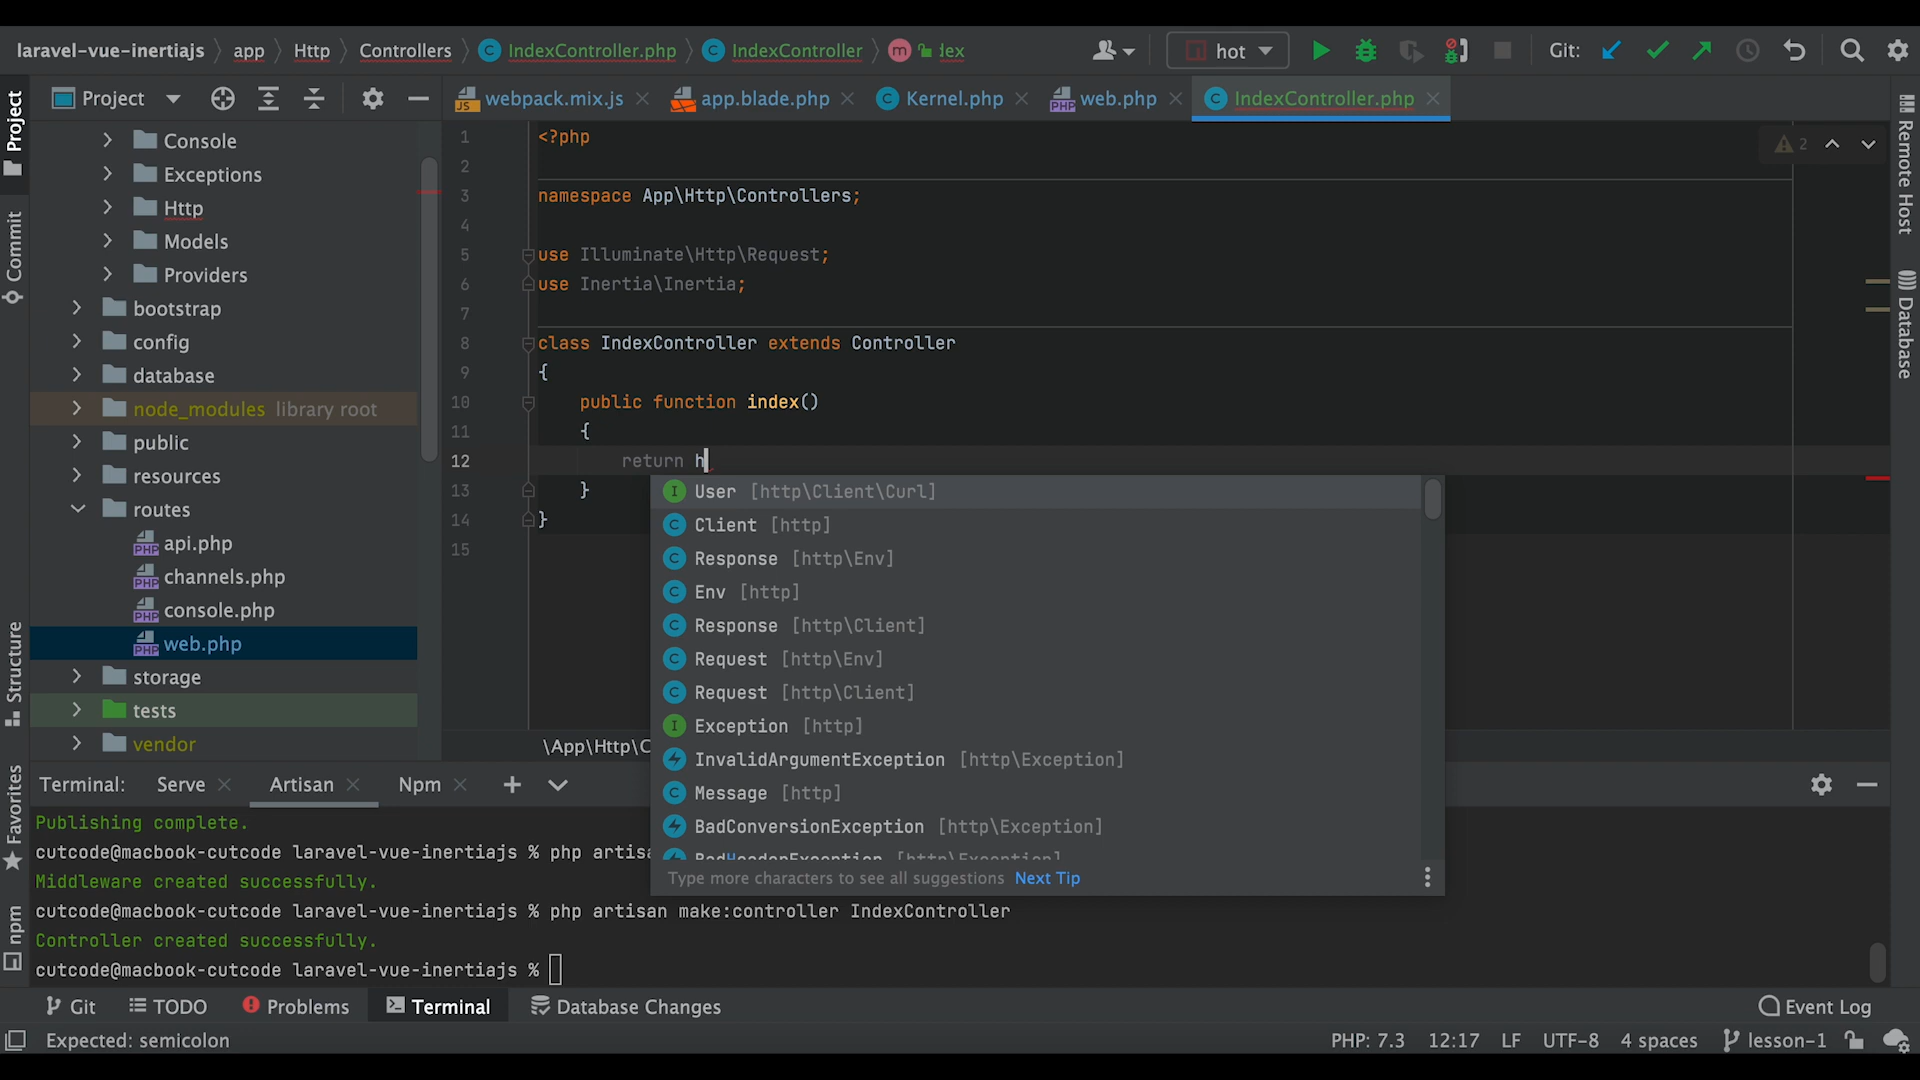 laravel-vue-inertiajs app Http Controllers IndexController.php IndexController hot Git:
Project webpack.mix.js app.blade.php Kernel.php web.php IndexController.php
Project
Commit
Structure
Favorites
npm
Remote Host
Database
Console
Exceptions
Http
Models
Providers
bootstrap
config
database
node_modules library root
public
resources
routes
api.php
channels.php
console.php
web.php
storage
tests
vendor
2
1 <?php
2
3 namespace App\Http\Controllers;
4
5 use Illuminate\Http\Request;
6 use Inertia\Inertia;
7
8 class IndexController extends Controller
9 {
10 public function index()
11 {
12 return h
13 }
14 }
15
User [http\Client\Curl]
Client [http]
Response [http\Env]
Env [http]
Response [http\Client]
Request [http\Env]
Request [http\Client]
Exception [http]
InvalidArgumentException [http\Exception]
Message [http]
BadConversionException [http\Exception]
BadHeaderException [http\Exception]
Type more characters to see all suggestions Next Tip
\App\Http\C
Terminal: Serve Artisan Npm
Publishing complete.
cutcode@macbook-cutcode laravel-vue-inertiajs % php artisa
Middleware created successfully.
cutcode@macbook-cutcode laravel-vue-inertiajs % php artisan make:controller IndexController
Controller created successfully.
cutcode@macbook-cutcode laravel-vue-inertiajs %
Git TODO Problems Terminal Database Changes Event Log
Expected: semicolon PHP: 7.3 12:17 LF UTF-8 4 spaces lesson-1